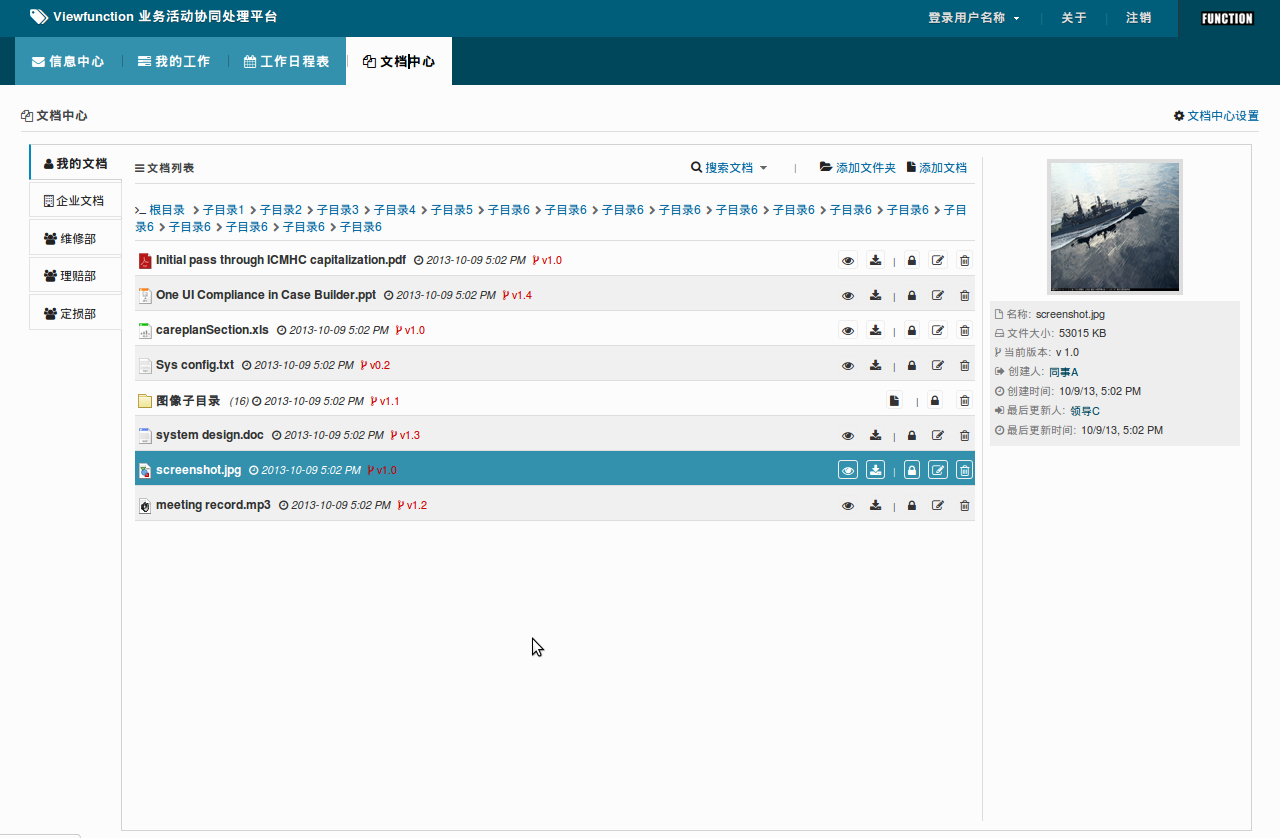 Viewfunction 业务活动协同处理平台
登录用户名称 | 关于 | 注销
FUNCTION
信息中心 | 我的工作 | 工作日程表 | 文档中心
文档中心
文档中心设置
我的文档
企业文档
维修部
理赔部
定损部
文档列表
搜索文档 | 添加文件夹 添加文档
根目录 子目录1 子目录2 子目录3 子目录4 子目录5 子目录6 子目录6 子目录6 子目录6 子目录6 子目录6 子目录6 子目录6 子目
录6 子目录6 子目录6 子目录6 子目录6
Initial pass through ICMHC capitalization.pdf 2013-10-09 5:02 PM v1.0 |
One UI Compliance in Case Builder.ppt 2013-10-09 5:02 PM v1.4 |
careplanSection.xls 2013-10-09 5:02 PM v1.0 |
Sys config.txt 2013-10-09 5:02 PM v0.2 |
图像子目录 (16) 2013-10-09 5:02 PM v1.1 |
system design.doc 2013-10-09 5:02 PM v1.3 |
screenshot.jpg 2013-10-09 5:02 PM v1.0 |
meeting record.mp3 2013-10-09 5:02 PM v1.2 |
名称: screenshot.jpg
文件大小: 53015 KB
当前版本: v 1.0
创建人: 同事A
创建时间: 10/9/13, 5:02 PM
最后更新人: 领导C
最后更新时间: 10/9/13, 5:02 PM